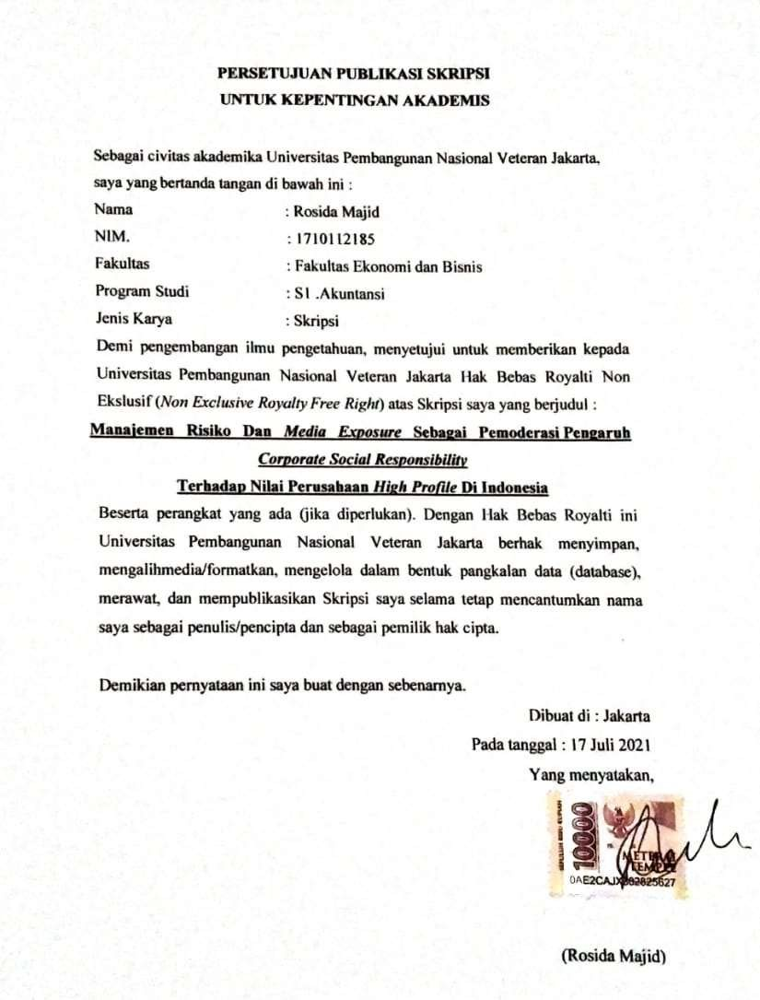 PERSETUJUAN PUBLIKASI SKRIPSI
UNTUK KEPENTINGAN AKADEMIS
Sebagai civitas akademika Universitas Pembangunan Nasional Veteran Jakarta,
saya yang bertanda tangan di bawah ini :
Nama : Rosida Majid
NIM. : 1710112185
Fakultas : Fakultas Ekonomi dan Bisnis
Program Studi : S1 .Akuntansi
Jenis Karya : Skripsi
Demi pengembangan ilmu pengetahuan, menyetujui untuk memberikan kepada
Universitas Pembangunan Nasional Veteran Jakarta Hak Bebas Royalti Non
Ekslusif (Non Exclusive Royalty Free Right) atas Skripsi saya yang berjudul :
Manajemen Risiko Dan Media Exposure Sebagai Pemoderasi Pengaruh
Corporate Social Responsibility
Terhadap Nilai Perusahaan High Profile Di Indonesia
Beserta perangkat yang ada (jika diperlukan). Dengan Hak Bebas Royalti ini
Universitas Pembangunan Nasional Veteran Jakarta berhak menyimpan,
mengalihmedia/formatkan, mengelola dalam bentuk pangkalan data (database),
merawat, dan mempublikasikan Skripsi saya selama tetap mencantumkan nama
saya sebagai penulis/pencipta dan sebagai pemilik hak cipta.
Demikian pernyataan ini saya buat dengan sebenarnya.
Dibuat di : Jakarta
Pada tanggal : 17 Juli 2021
Yang menyatakan,
SEPULUH RIBU RUPIAH
10000
TEMPEL
(Rosida Majid)